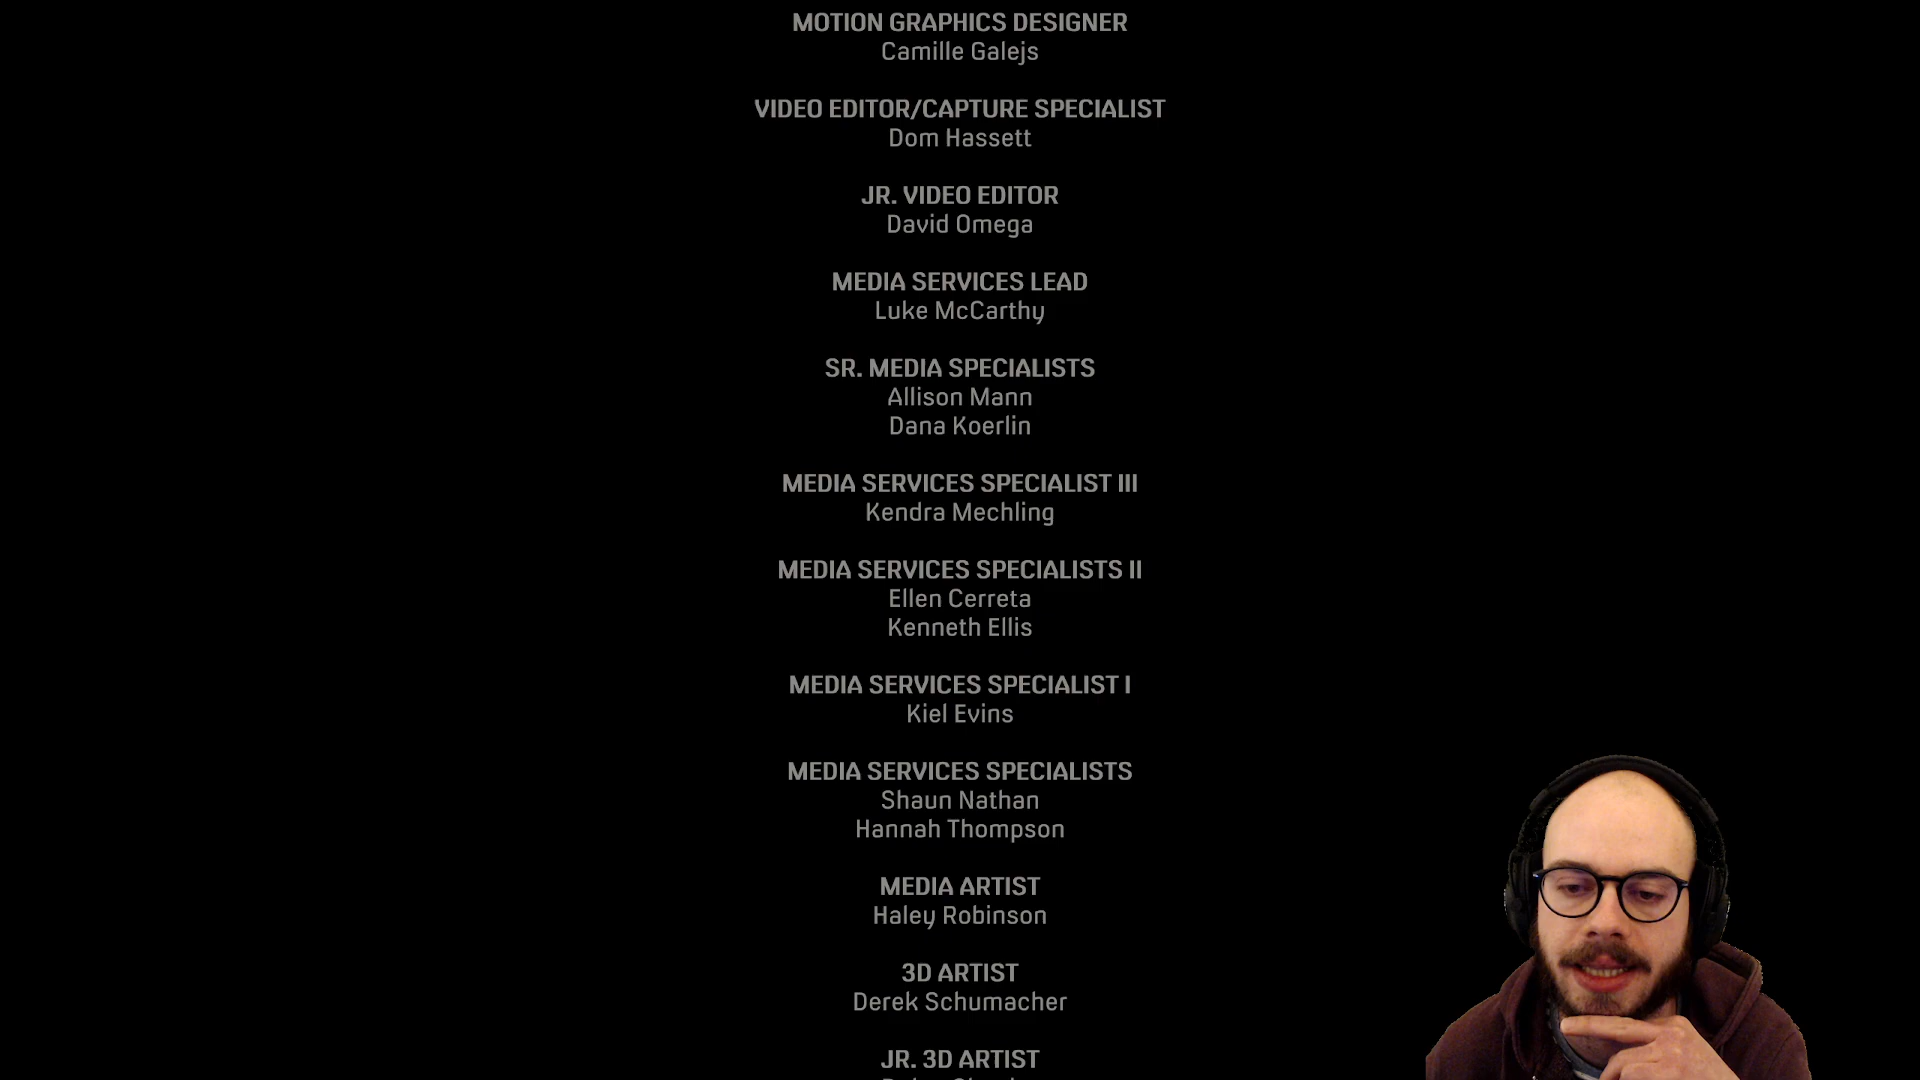 MOTION GRAPHICS DESIGNER
Camille Galejs
VIDEO EDITOR/CAPTURE SPECIALIST
Dom Hassett
JR. VIDEO EDITOR
David Omega
MEDIA SERVICES LEAD
Luke McCarthy
SR. MEDIA SPECIALISTS
Allison Mann
Dana Koerlin
MEDIA SERVICES SPECIALIST III
Kendra Mechling
MEDIA SERVICES SPECIALISTS II
Ellen Cerreta
Kenneth Ellis
MEDIA SERVICES SPECIALIST I
Kiel Evins
MEDIA SERVICES SPECIALISTS
Shaun Nathan
Hannah Thompson
MEDIA ARTIST
Haley Robinson
3D ARTIST
Derek Schumacher
JR. 3D ARTIST